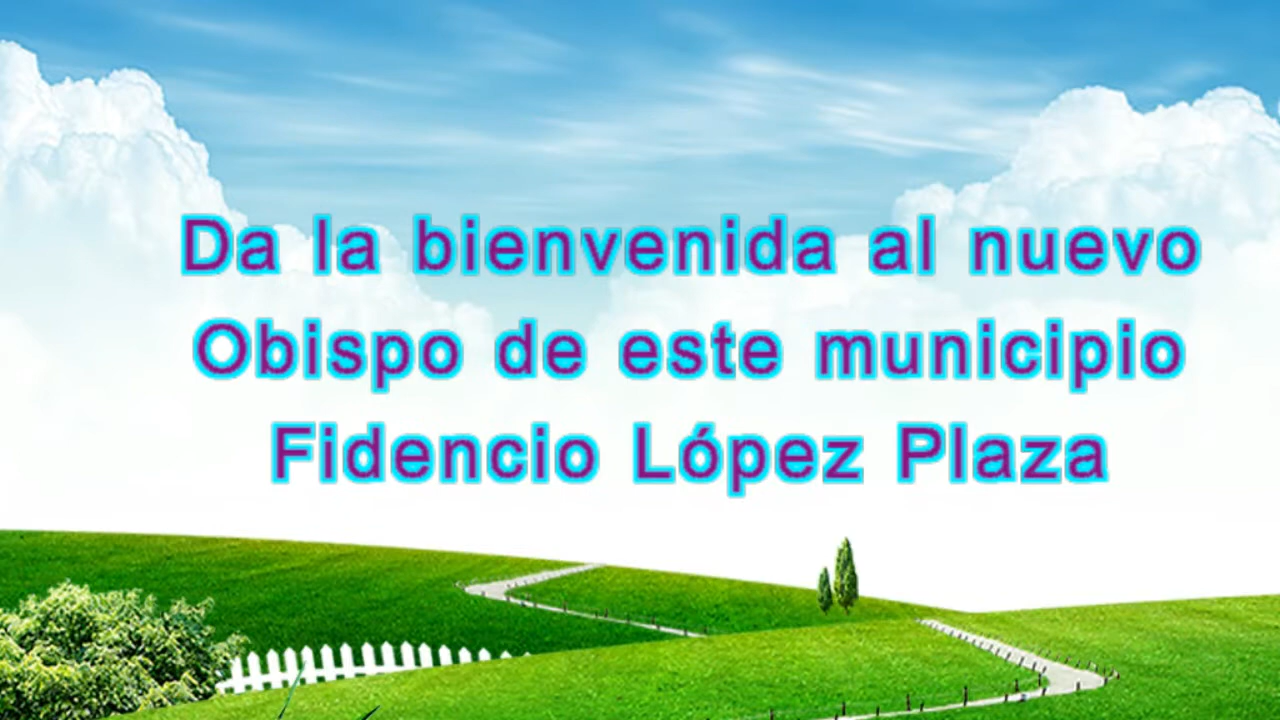 Da la bienvenida al nuevo
Obispo de este municipio
Fidencio López Plaza